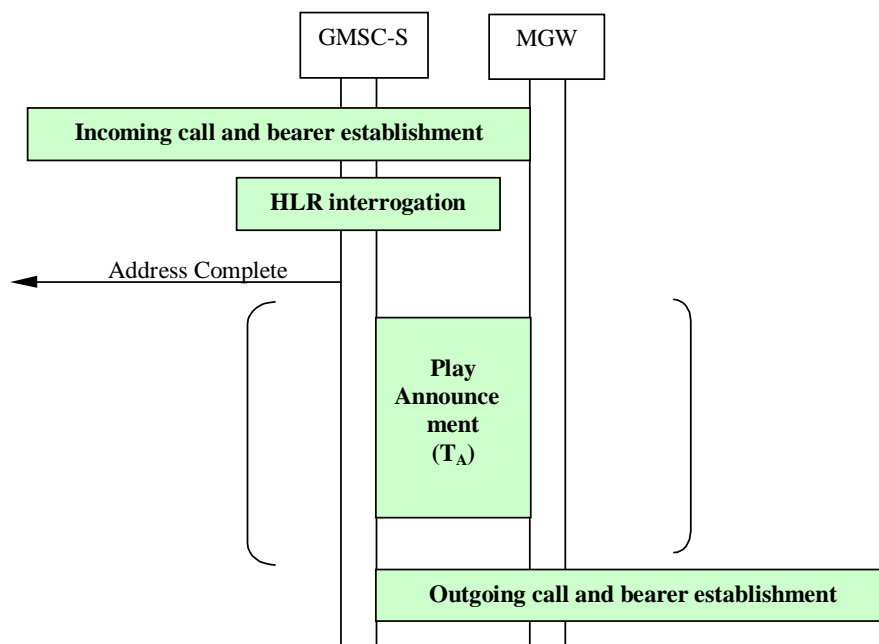 GMSC-S
MGW
Incoming call and bearer establishment
HLR interrogation
Address Complete
Play
Announce
ment
(TA)
Outgoing call and bearer establishment